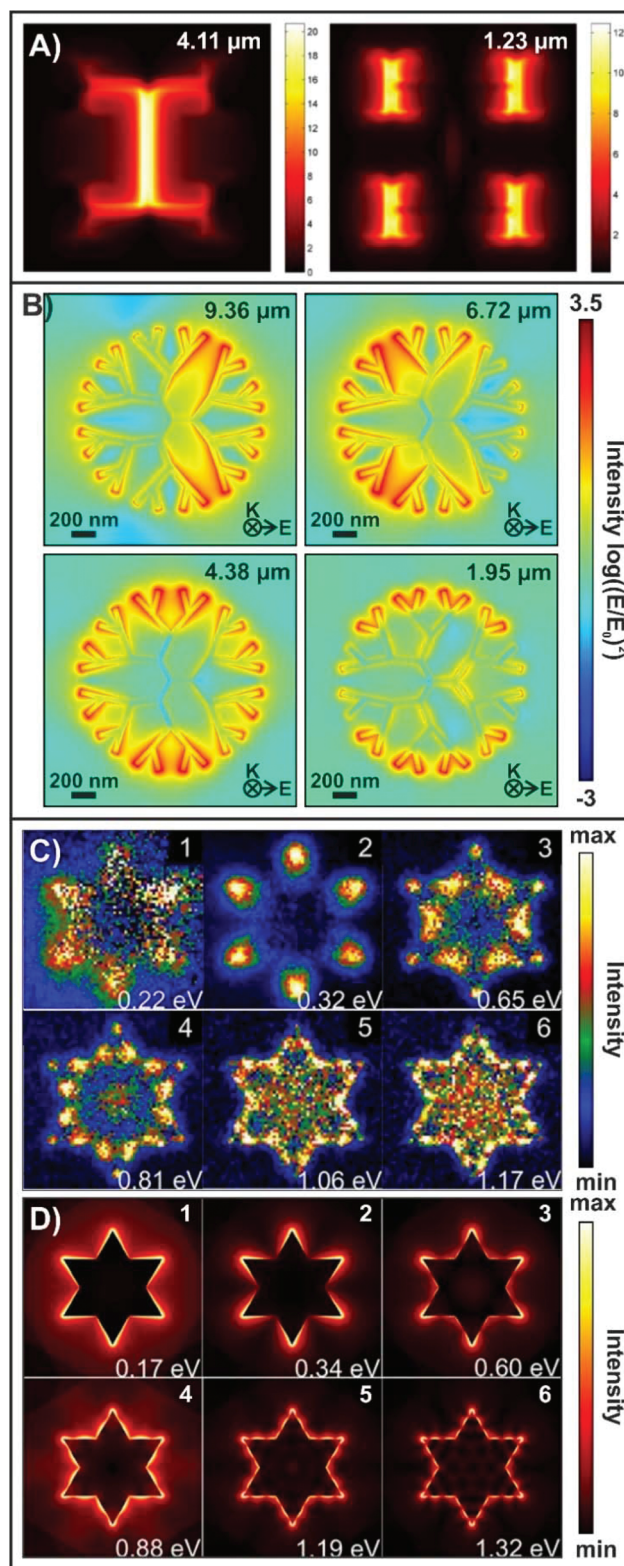 A)
4.11 µm
20
18
16
14
12
10
8
6
4
2
0
1.23 µm
12
10
8
6
4
2
B)
9.36 µm
K
E
200 nm
6.72 µm
K
E
200 nm
4.38 µm
K
E
200 nm
1.95 µm
K
E
200 nm
3.5
Intensity log((E/E₀)²)
-3
C)
1
0.22 eV
2
0.32 eV
3
0.65 eV
4
0.81 eV
5
1.06 eV
6
1.17 eV
max
Intensity
min
D)
1
0.17 eV
2
0.34 eV
3
0.60 eV
4
0.88 eV
5
1.19 eV
6
1.32 eV
max
Intensity
min